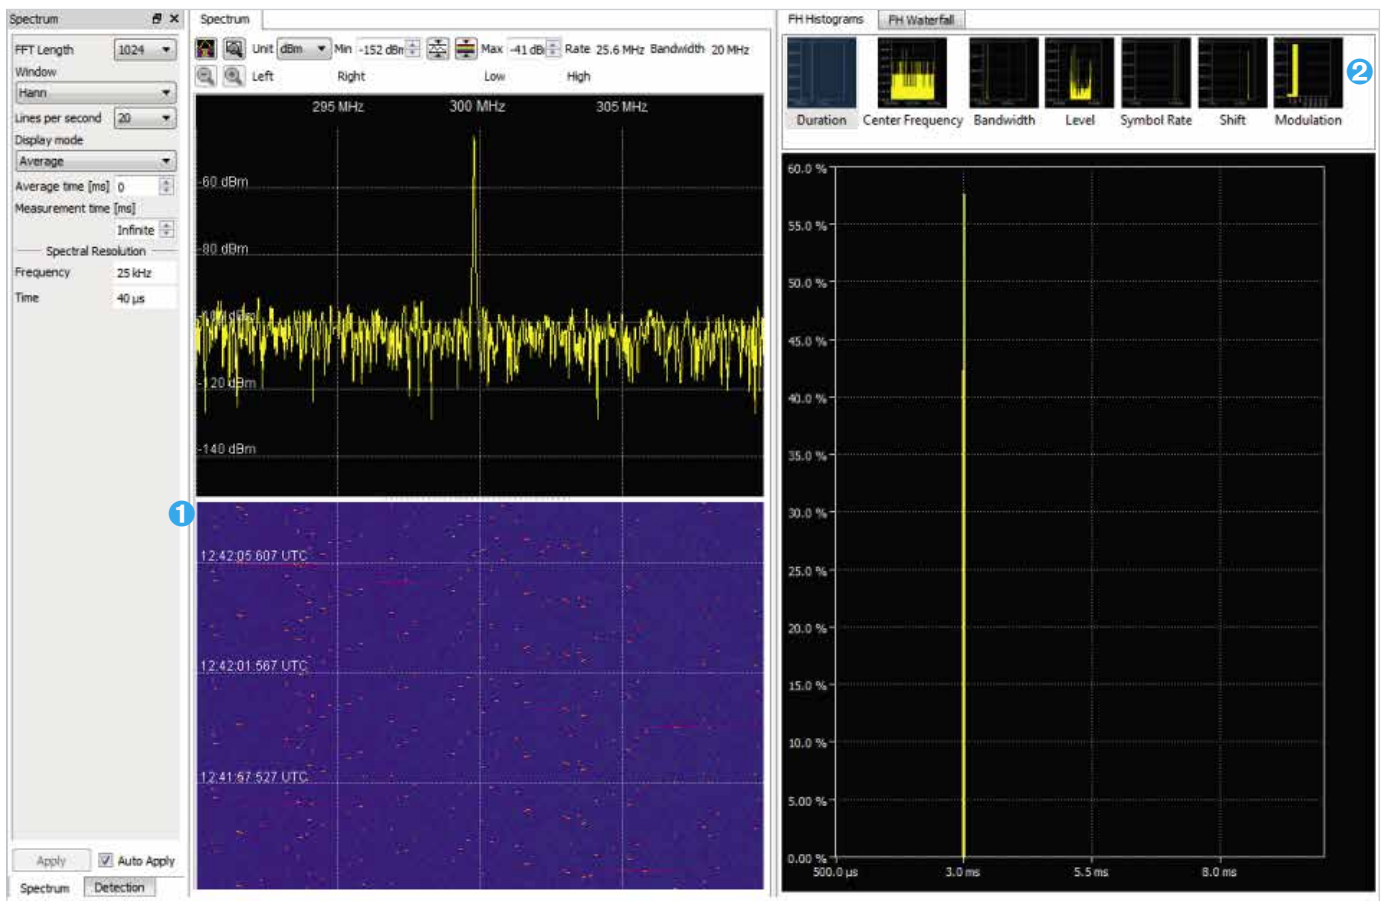 Spectrum
FFT Length 1024
Window
Hann
Lines per second 20
Display mode
Average
Average time [ms] 0
Measurement time [ms]
Infinite
Spectral Resolution
Frequency 25 kHz
Time 40 µs
Apply Auto Apply
Spectrum Detection
Spectrum
Unit dBm Min -152 dBm Max -41 dB Rate 25.6 MHz Bandwidth 20 MHz
Left Right Low High
295 MHz 300 MHz 305 MHz
-60 dBm
-80 dBm
-120 dBm
-140 dBm
1
12:42:05.607 UTC
12:42:01.567 UTC
12:41:57.527 UTC
FH Histograms FH Waterfall
2
Duration Center Frequency Bandwidth Level Symbol Rate Shift Modulation
60.0 %
55.0 %
50.0 %
45.0 %
40.0 %
35.0 %
30.0 %
25.0 %
20.0 %
15.0 %
10.0 %
5.00 %
0.00 %
500.0 µs 3.0 ms 5.5 ms 8.0 ms